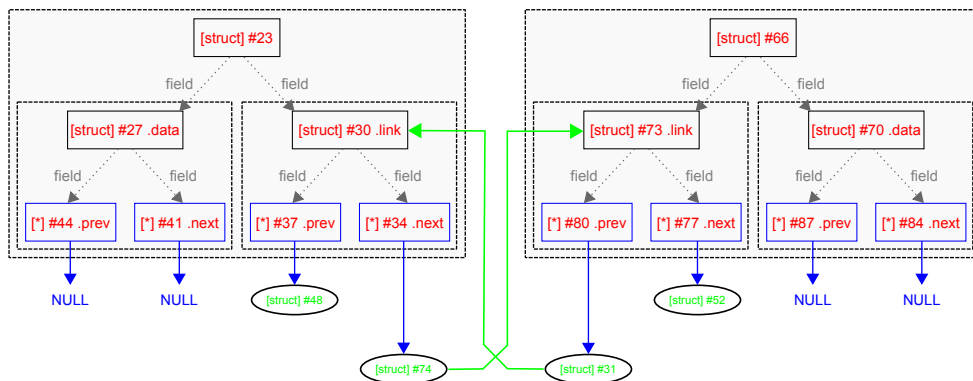 [struct] #23
[struct] #66
field
field
field
field
[struct] #27 .data
[struct] #30 .link
[struct] #73 .link
[struct] #70 .data
field
field
field
field
field
field
field
field
[*] #44 .prev
[*] #41 .next
[*] #37 .prev
[*] #34 .next
[*] #80 .prev
[*] #77 .next
[*] #87 .prev
[*] #84 .next
NULL
NULL
[struct] #48
[struct] #52
NULL
NULL
[struct] #74
[struct] #31